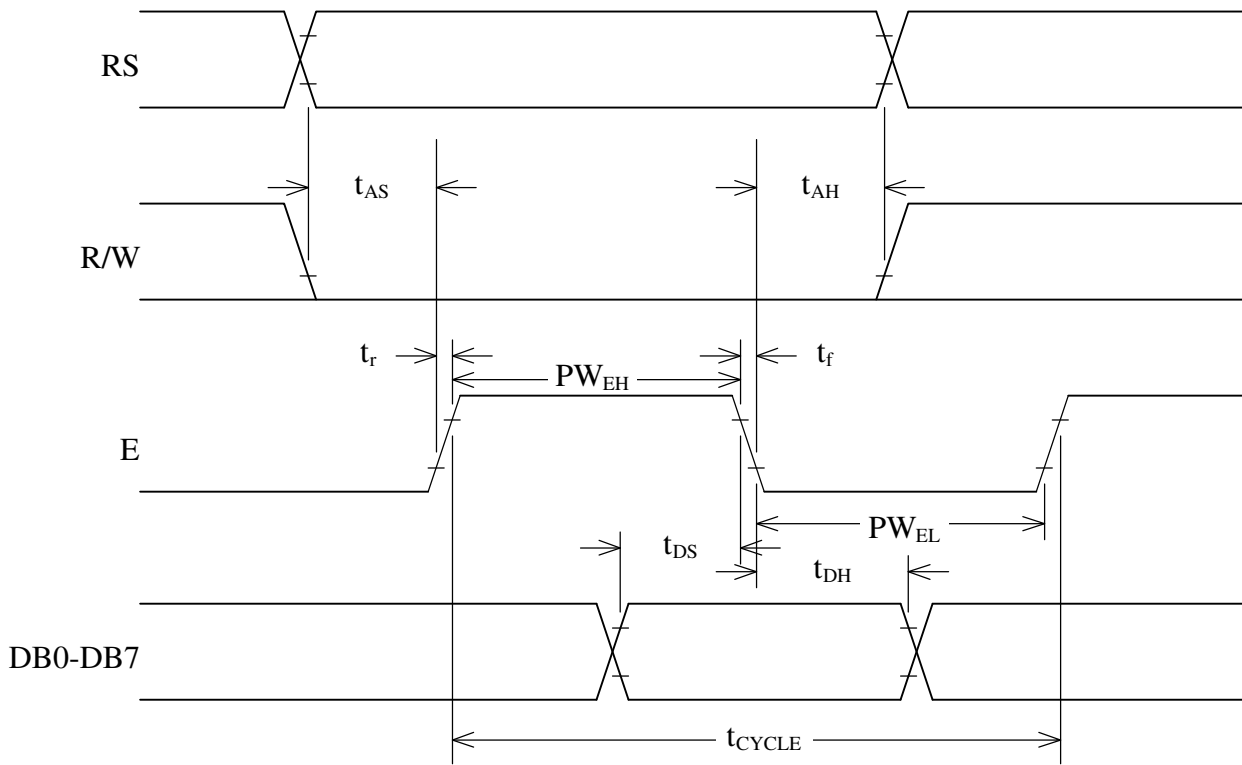 RS
t_AS
t_AH
R/W
t_r
t_f
PW_EH
E
PW_EL
t_DS
t_DH
DB0-DB7
t_CYCLE